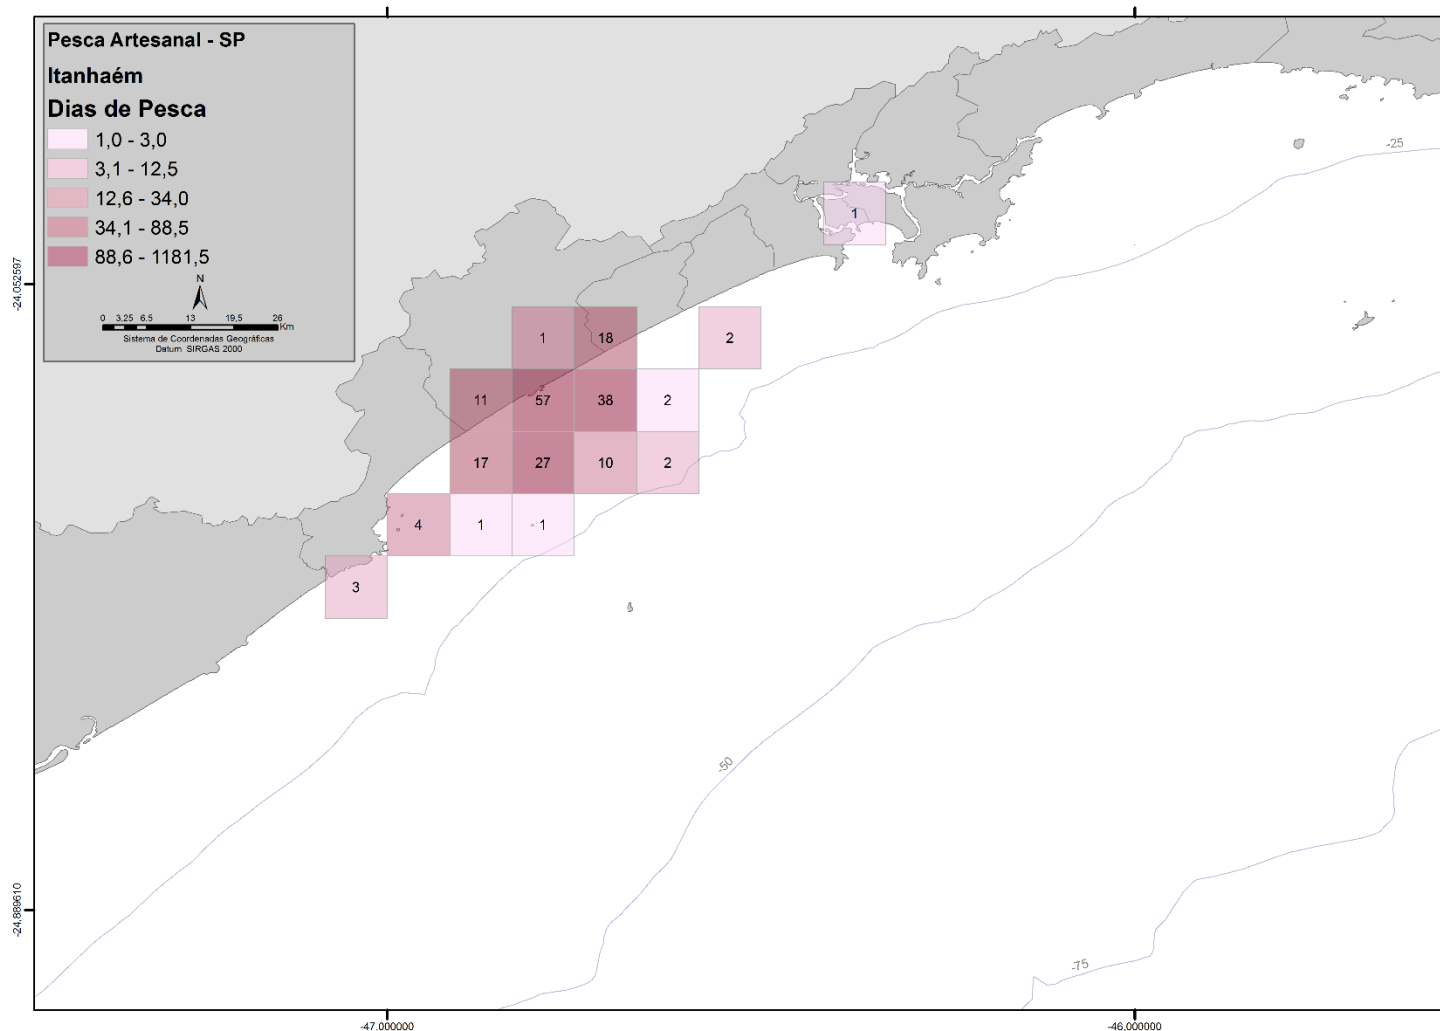 Pesca Artesanal - SP
Itanhaém
Dias de Pesca
1,0 - 3,0
3,1 - 12,5
12,6 - 34,0
34,1 - 88,5
88,6 - 1181,5
N
0 3,25 6,5 13 19,5 26
Km
Sistema de Coordenadas Geográficas
Datum SIRGAS 2000
-25
1
-24.052597
1 18 2
11 57 38 2
17 27 10 2
4 1 1
3
-50
-24.889610
-75
-47.000000 -46.000000